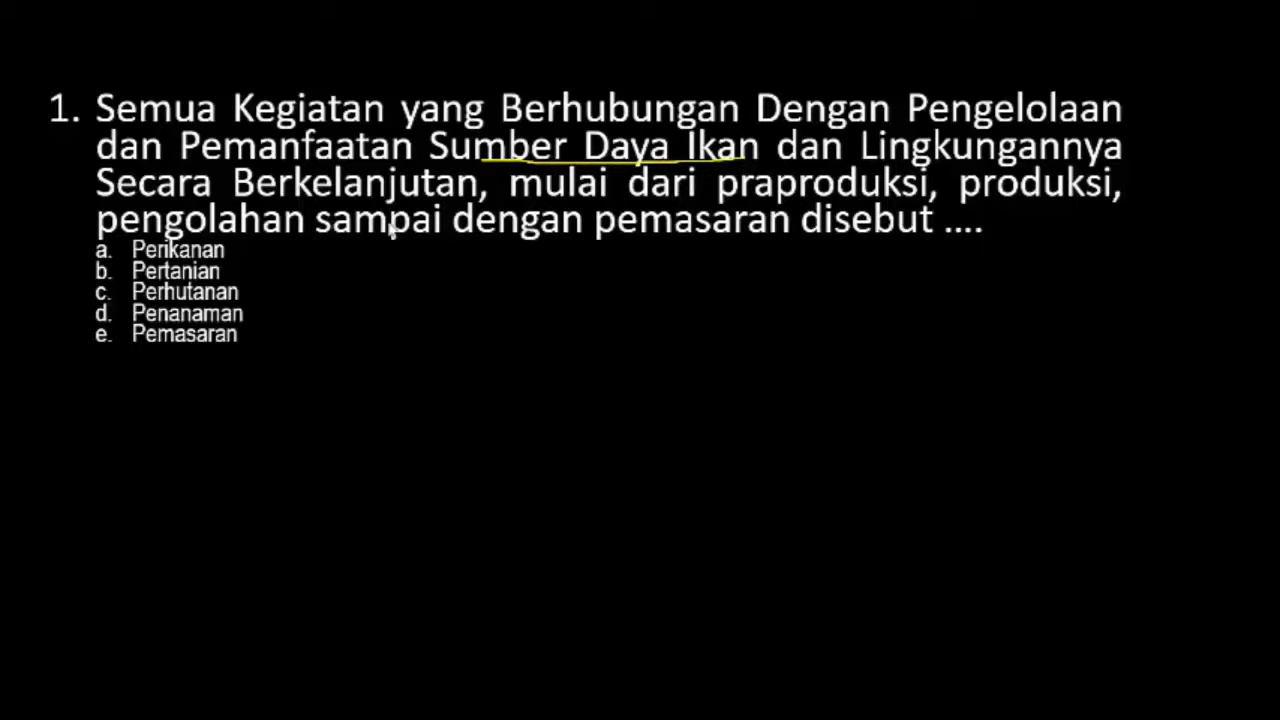 1. Semua Kegiatan yang Berhubungan Dengan Pengelolaan
dan Pemanfaatan Sumber Daya Ikan dan Lingkungannya
Secara Berkelanjutan, mulai dari praproduksi, produksi,
pengolahan sampai dengan pemasaran disebut ....
a. Perikanan
b. Pertanian
c. Perhutanan
d. Penanaman
e. Pemasaran